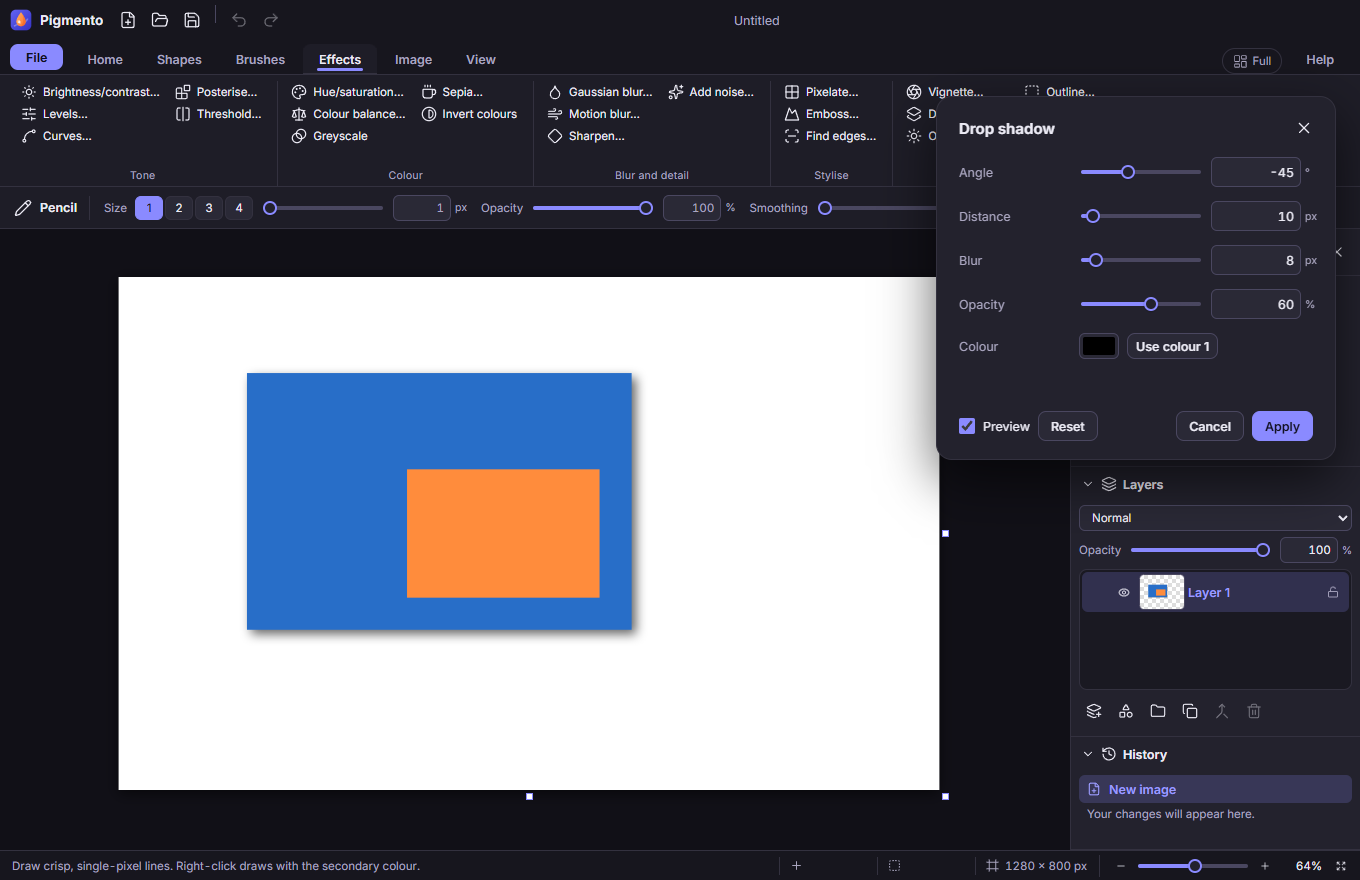 Pigmento
Untitled
File
Home
Shapes
Brushes
Effects
Image
View
Full
Help
Brightness/contrast...
Posterise...
Levels...
Threshold...
Curves...
Tone
Hue/saturation...
Sepia...
Colour balance...
Invert colours
Greyscale
Colour
Gaussian blur...
Add noise...
Motion blur...
Sharpen...
Blur and detail
Pixelate...
Emboss...
Find edges...
Stylise
Vignette...
Outline...
Pencil
Size
1
2
3
4
1 px
Opacity
100 %
Smoothing
Drop shadow
Angle
-45 °
Distance
10 px
Blur
8 px
Opacity
60 %
Colour
Use colour 1
Preview
Reset
Cancel
Apply
Layers
Normal
Opacity
100 %
Layer 1
History
New image
Your changes will appear here.
Draw crisp, single-pixel lines. Right-click draws with the secondary colour.
1280 × 800 px
64%